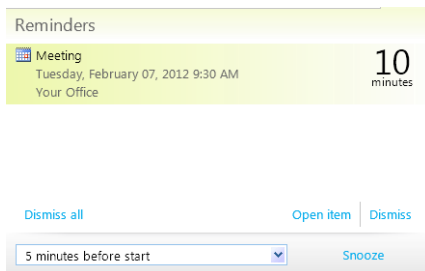 Reminders
Meeting
Tuesday, February 07, 2012 9:30 AM
Your Office
10
minutes
Dismiss all
Open item
Dismiss
5 minutes before start
Snooze